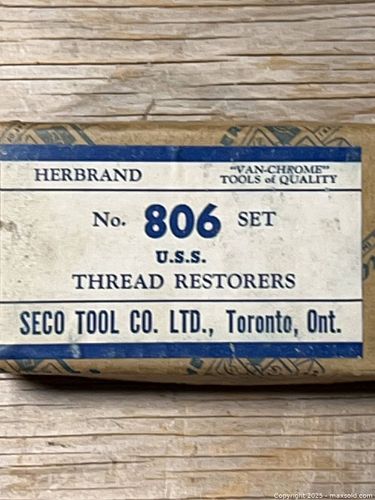 HERBRAND
"VAN-CHROME"
TOOLS of QUALITY
No. 806 SET
U.S.S.
THREAD RESTORERS
SECO TOOL CO. LTD., Toronto, Ont.
Copyright 2025 - maxsold.com